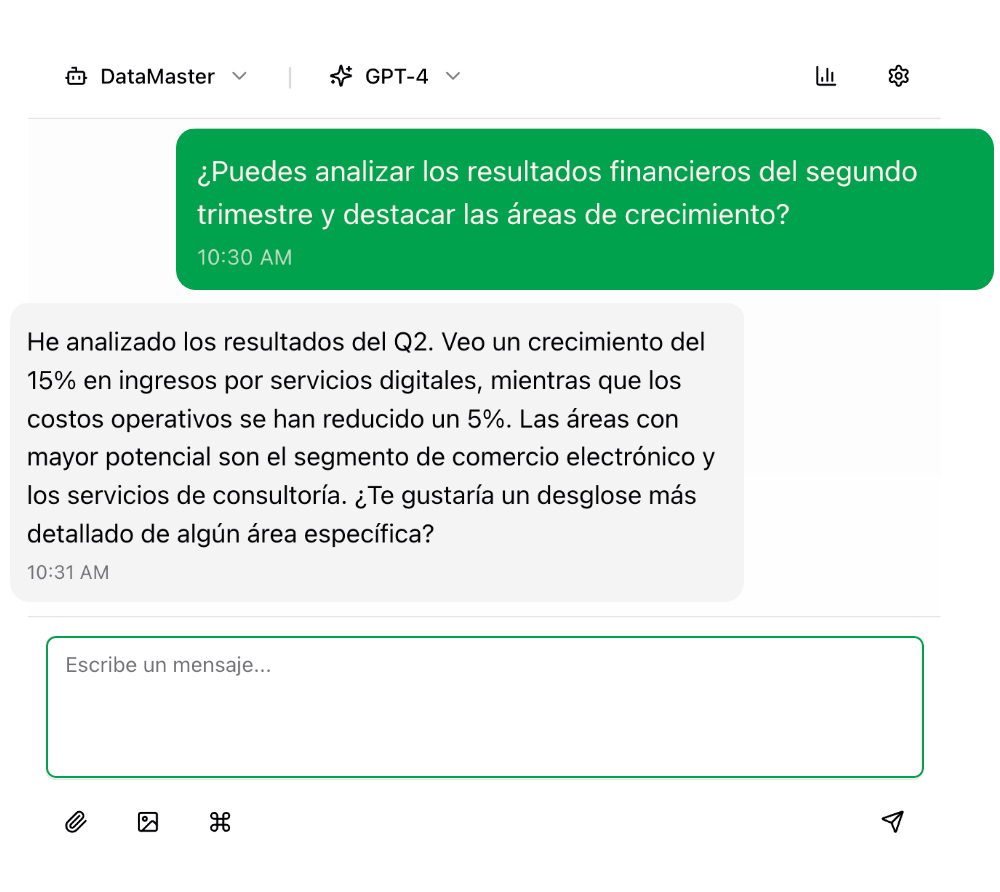 DataMaster
GPT-4
¿Puedes analizar los resultados financieros del segundo
trimestre y destacar las áreas de crecimiento?
10:30 AM
He analizado los resultados del Q2. Veo un crecimiento del
15% en ingresos por servicios digitales, mientras que los
costos operativos se han reducido un 5%. Las áreas con
mayor potencial son el segmento de comercio electrónico y
los servicios de consultoría. ¿Te gustaría un desglose más
detallado de algún área específica?
10:31 AM
Escribe un mensaje...